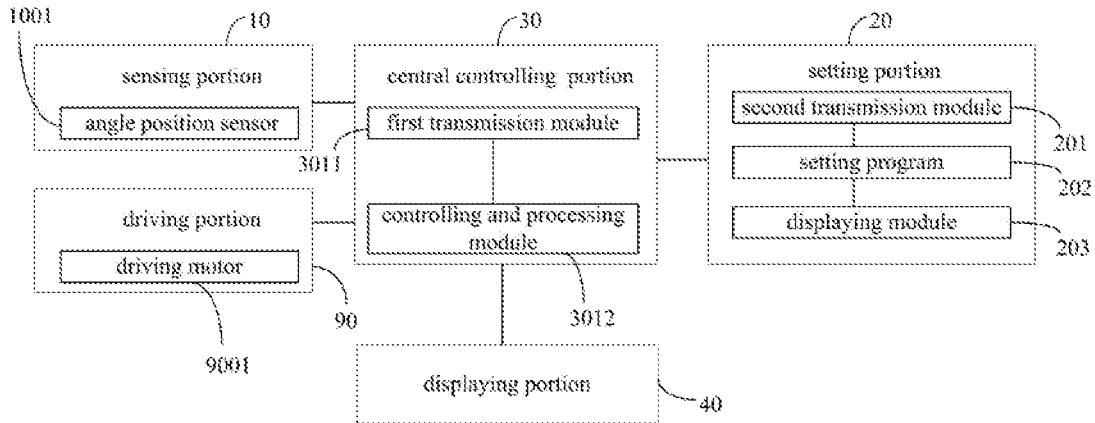 1001
10
30
20
sensing portion
angle position sensor
central controlling portion
first transmission module
3011
controlling and processing
module
3012
setting portion
second transmission module
201
setting program
202
displaying module
203
driving portion
driving motor
90
9001
displaying portion
40